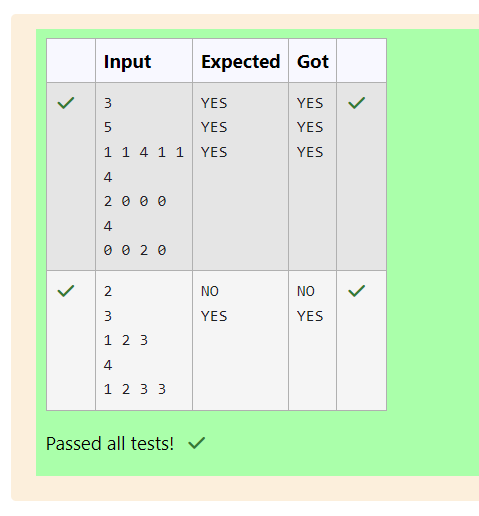 Input Expected Got
3 YES YES
5 YES YES
1 1 4 1 1 YES YES
4
2 0 0 0
4
0 0 2 0
2 NO NO
3 YES YES
1 2 3
4
1 2 3 3
Passed all tests!